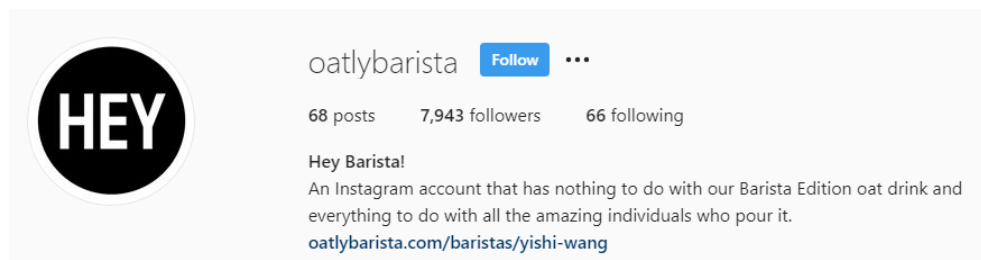 HEY
oatlybarista Follow
68 posts 7,943 followers 66 following
Hey Barista!
An Instagram account that has nothing to do with our Barista Edition oat drink and
everything to do with all the amazing individuals who pour it.
oatlybarista.com/baristas/yishi-wang